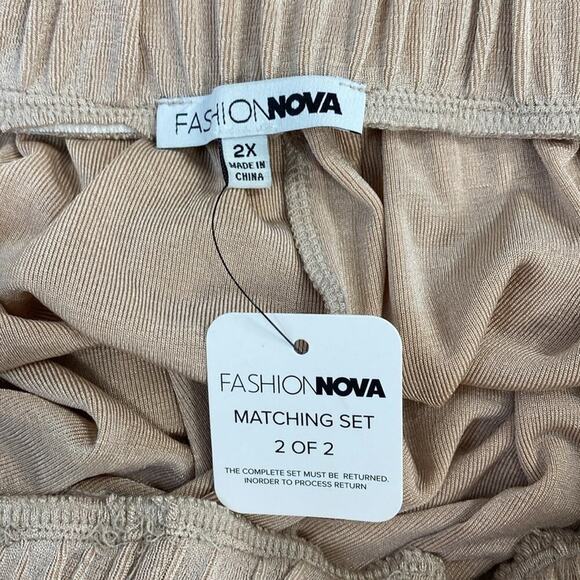 FASHIONNOVA
2X
MADE IN
CHINA
FASHIONNOVA
MATCHING SET
2 OF 2
THE COMPLETE SET MUST BE RETURNED.
INORDER TO PROCESS RETURN